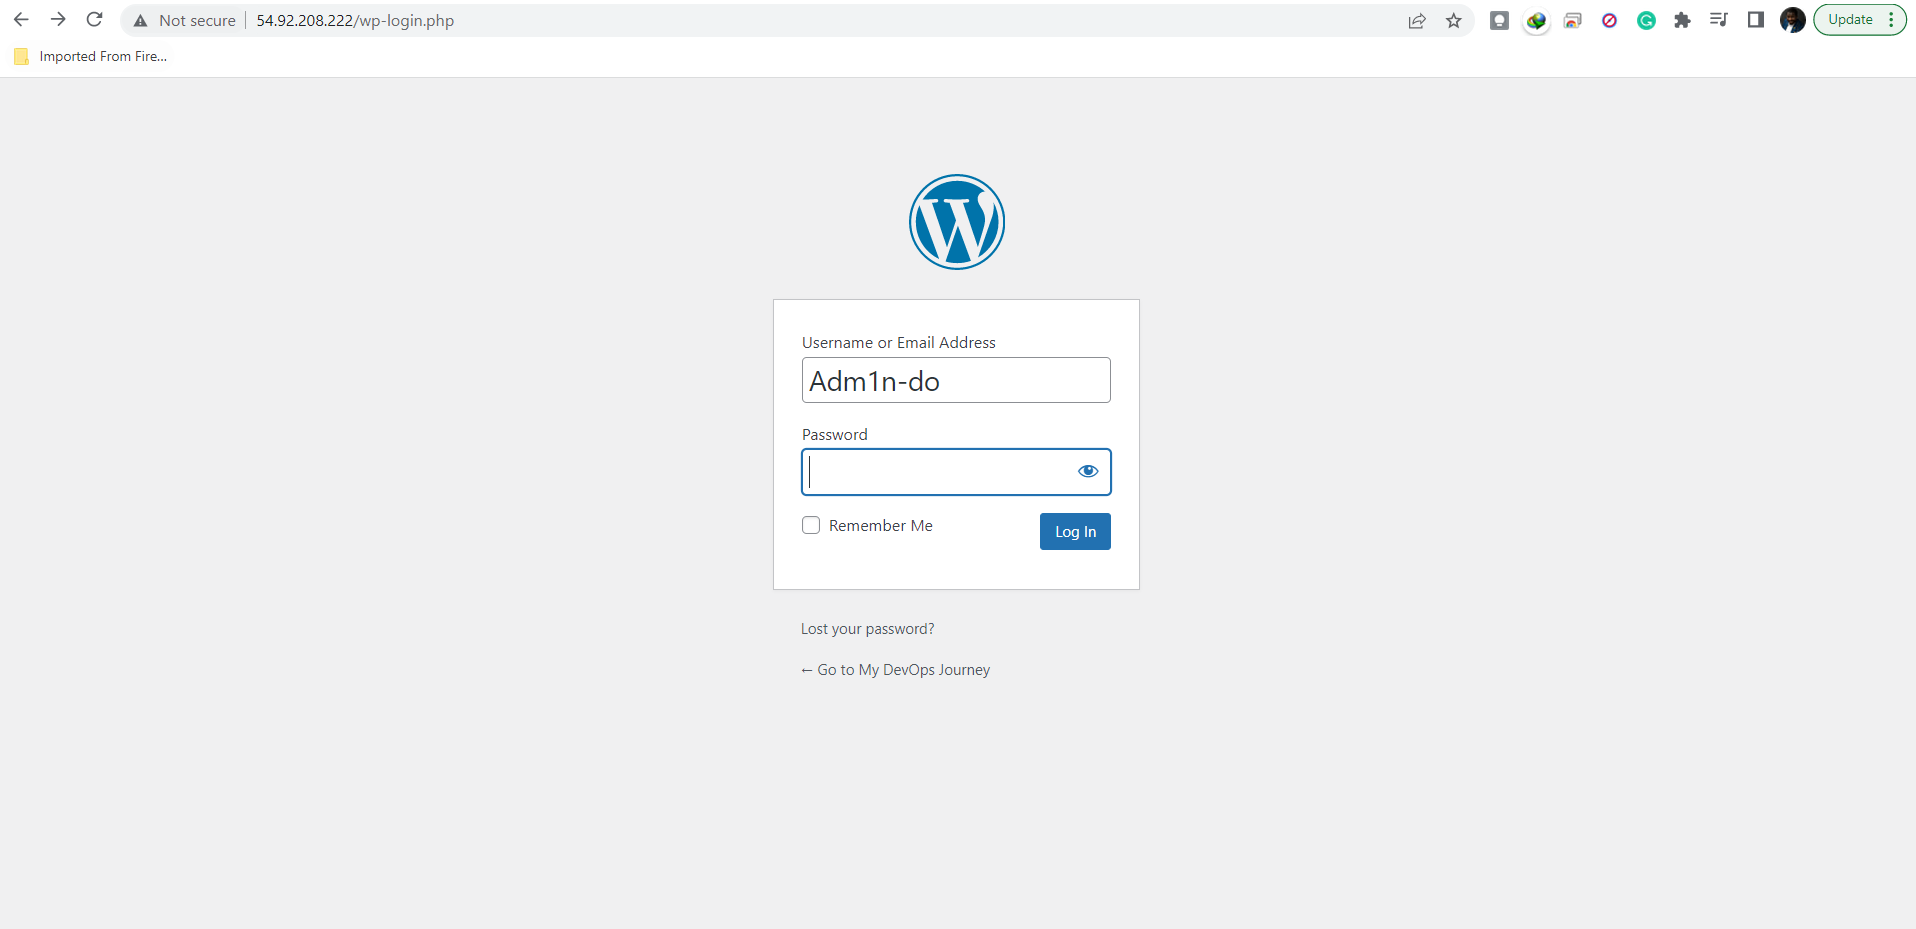 Not secure 54.92.208.222/wp-login.php Update
Imported From Fire...
Username or Email Address
Adm1n-do
Password
Remember Me
Log In
Lost your password?
← Go to My DevOps Journey